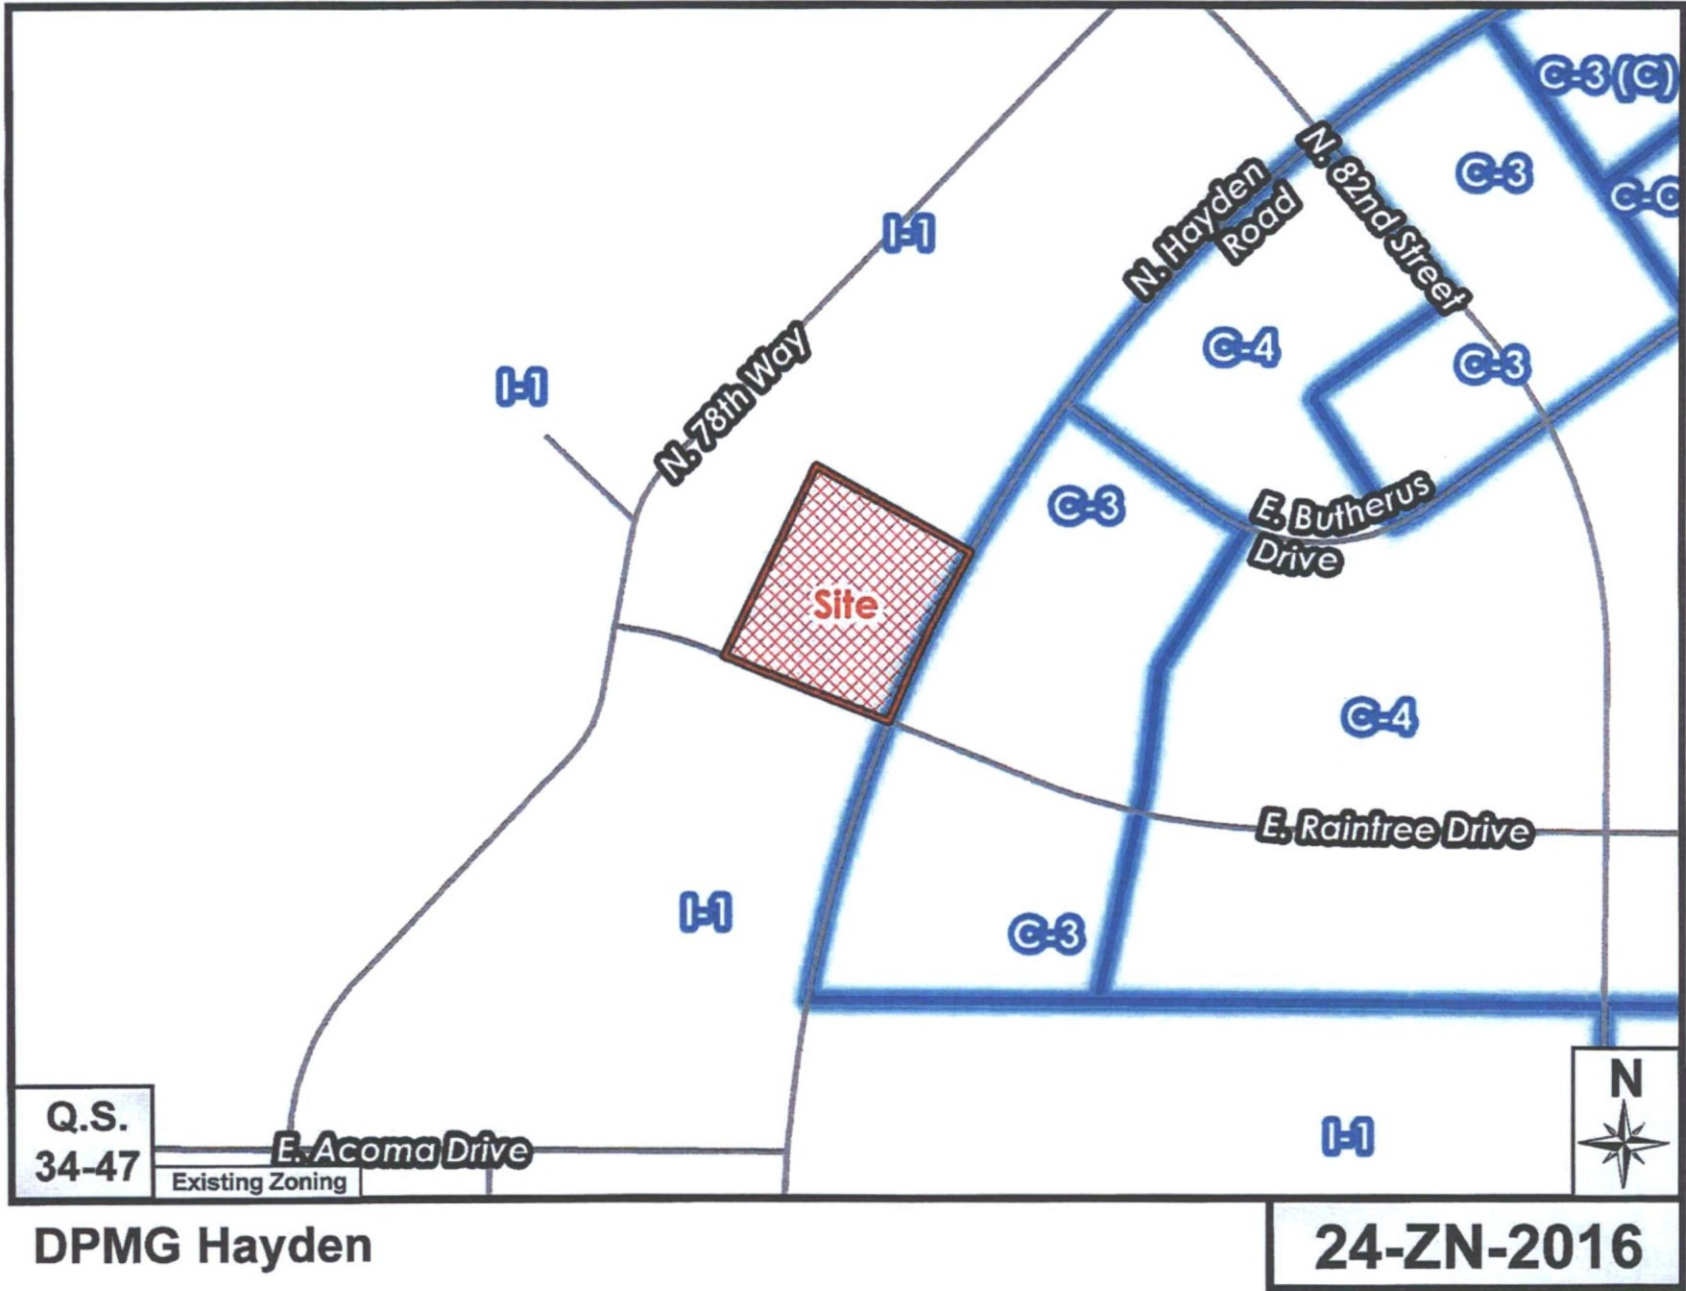 C-3 (C)
C-3
C-C
N. 82nd Street
N. Hayden
Road
I-1
C-4
C-3
N. 78th Way
I-1
C-3
E. Butherus
Drive
Site
C-4
E. Raintree Drive
I-1
C-3
N
I-1
Q.S.
34-47
E. Acoma Drive
Existing Zoning
DPMG Hayden
24-ZN-2016